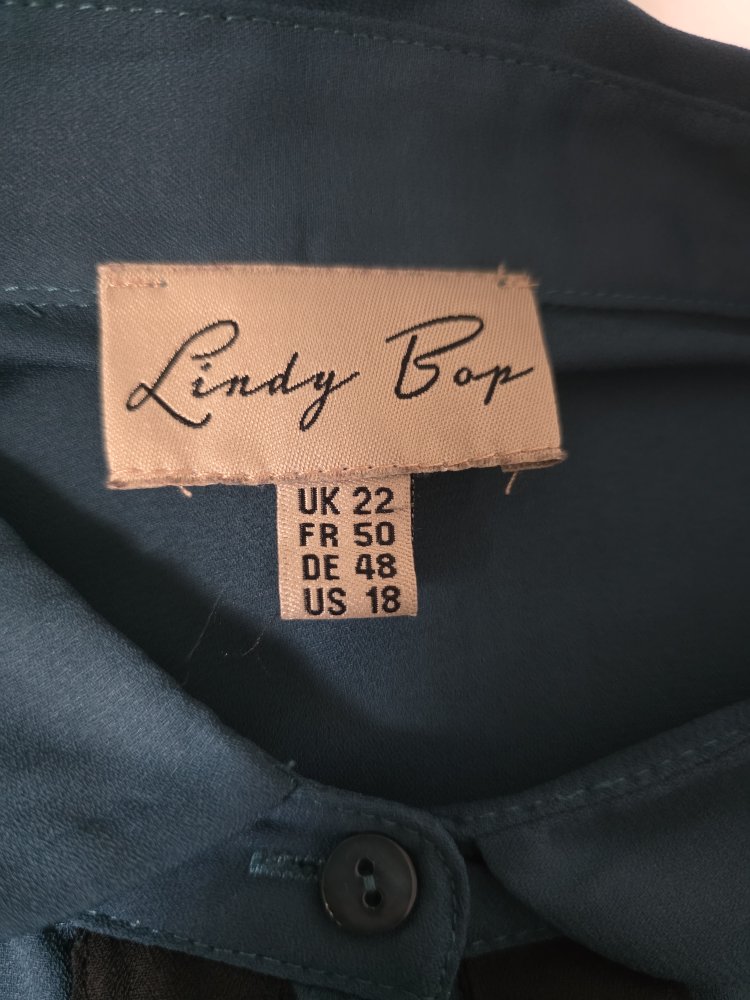 Lindy Bop
UK 22
FR 50
DE 48
US 18